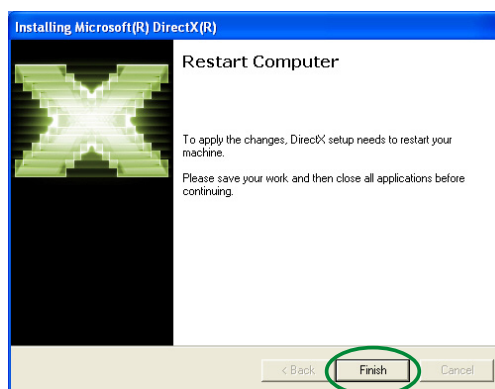 Installing Microsoft(R) DirectX(R)
Restart Computer
To apply the changes, DirectX setup needs to restart your
machine.
Please save your work and then close all applications before
continuing.
< Back
Finish
Cancel